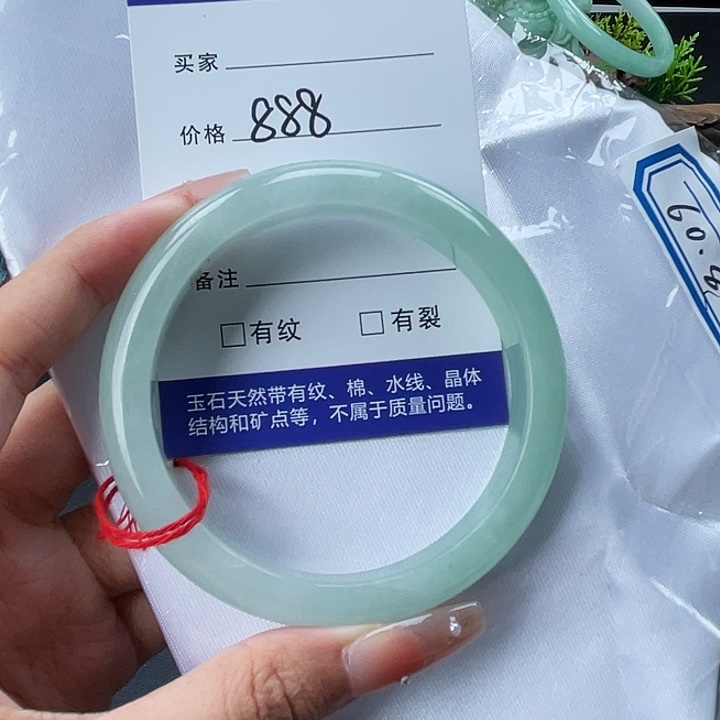 买家
价格 888
备注
□有纹 □有裂
玉石天然带有纹、棉、水线、晶体
结构和矿点等，不属于质量问题。
60.